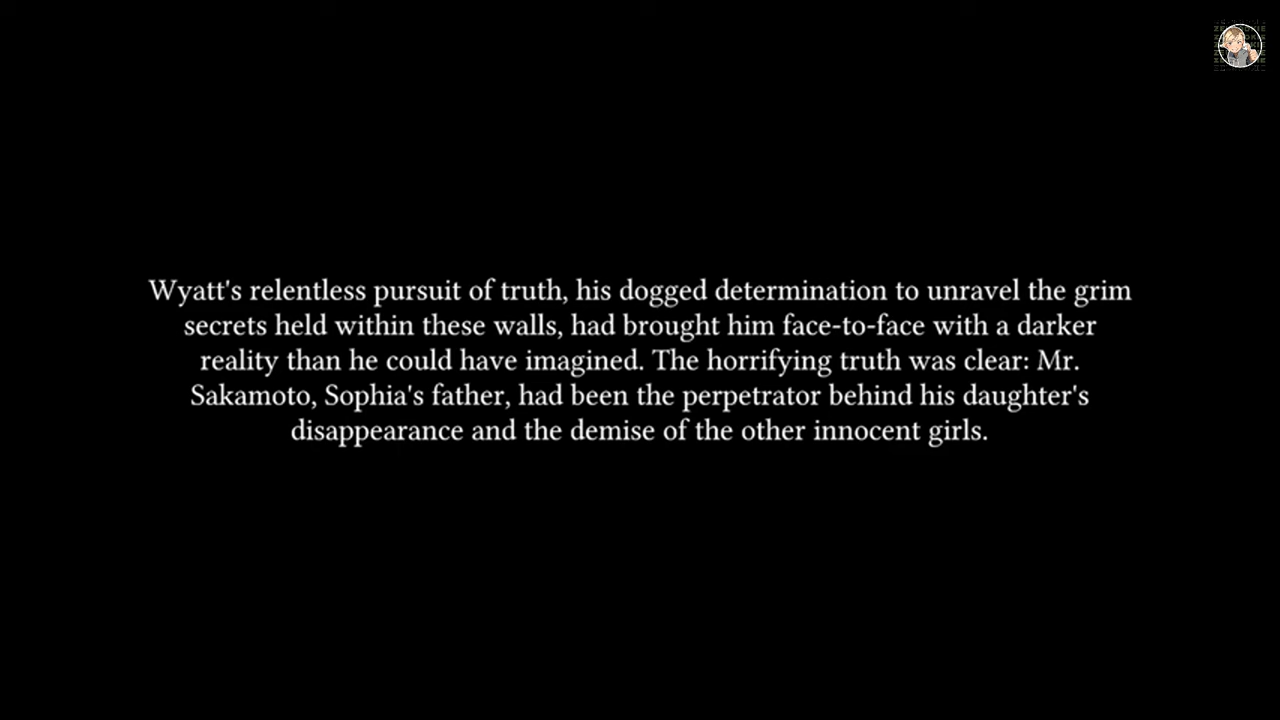 Wyatt's relentless pursuit of truth, his dogged determination to unravel the grim
secrets held within these walls, had brought him face-to-face with a darker
reality than he could have imagined. The horrifying truth was clear: Mr.
Sakamoto, Sophia's father, had been the perpetrator behind his daughter's
disappearance and the demise of the other innocent girls.